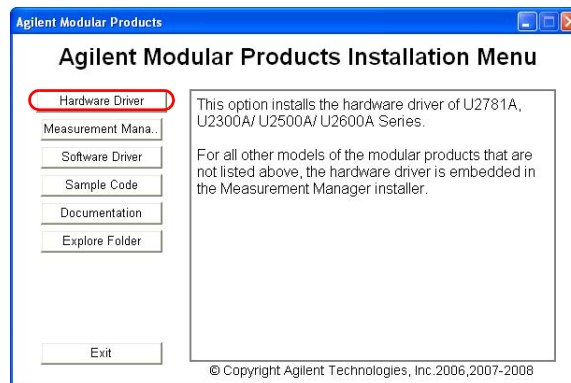 Agilent Modular Products
Agilent Modular Products Installation Menu
Hardware Driver
Measurement Mana..
Software Driver
Sample Code
Documentation
Explore Folder
Exit
This option installs the hardware driver of U2781A,
U2300A/ U2500A/ U2600A Series.
For all other models of the modular products that are
not listed above, the hardware driver is embedded in
the Measurement Manager installer.
© Copyright Agilent Technologies, Inc.2006,2007-2008